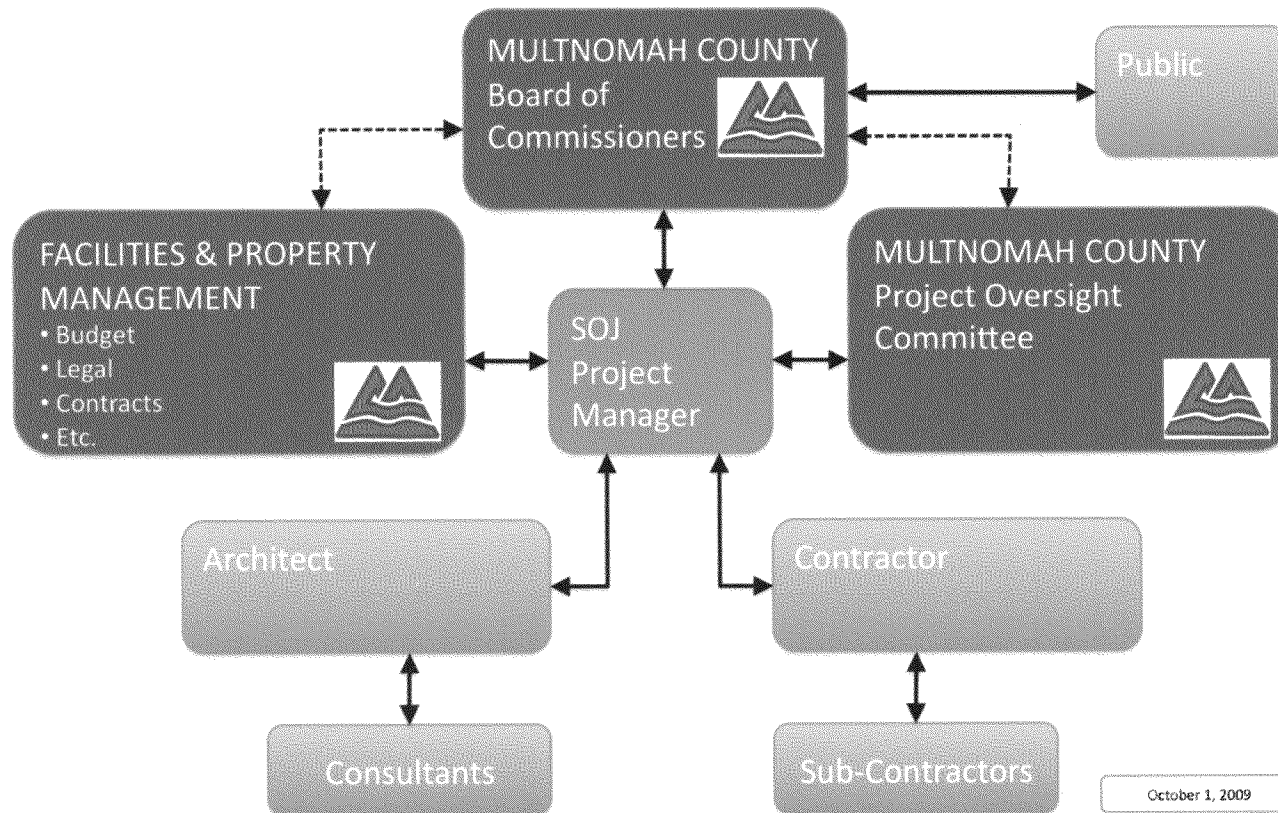 MULTNOMAH COUNTY
Board of
Commissioners
Public
FACILITIES & PROPERTY
MANAGEMENT
• Budget
• Legal
• Contracts
• Etc.
SOJ
Project
Manager
MULTNOMAH COUNTY
Project Oversight
Committee
Architect
Contractor
Consultants
Sub-Contractors
October 1, 2009